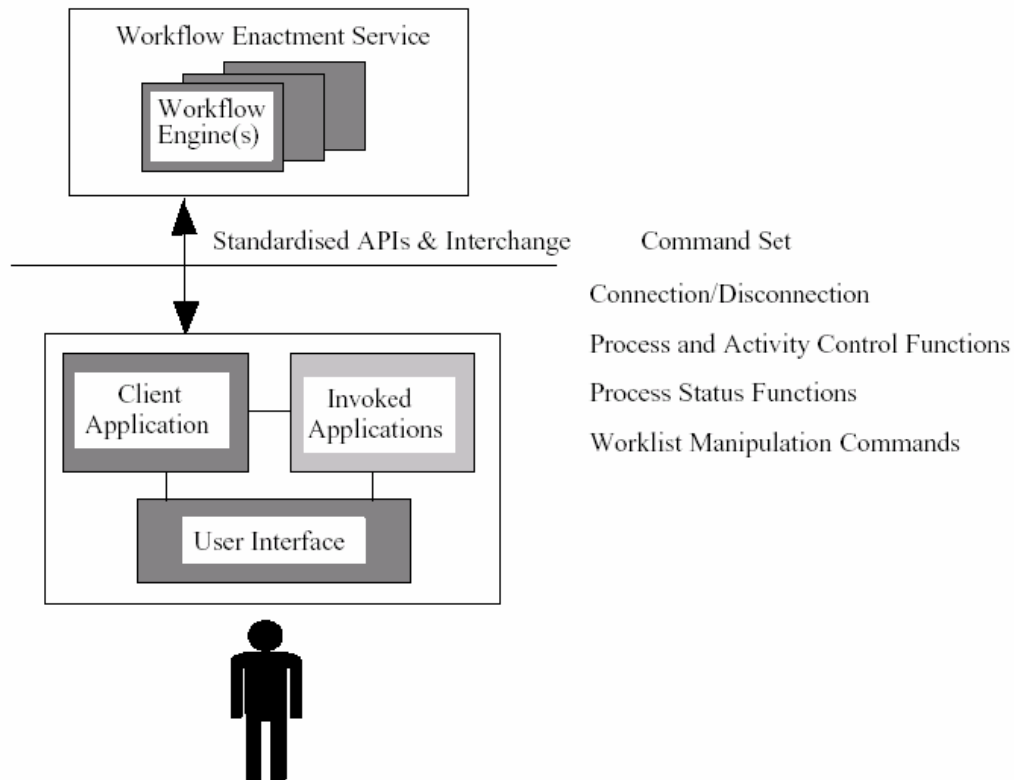 Workflow Enactment Service
Workflow
Engine(s)
Standardised APIs & Interchange
Command Set
Connection/Disconnection
Process and Activity Control Functions
Process Status Functions
Worklist Manipulation Commands
Client
Application
Invoked
Applications
User Interface